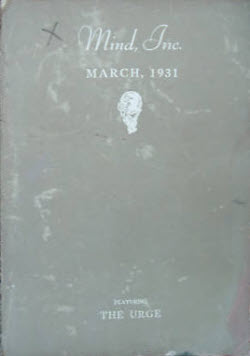 Mind, Inc.
MARCH, 1931
FEATURING
THE URGE